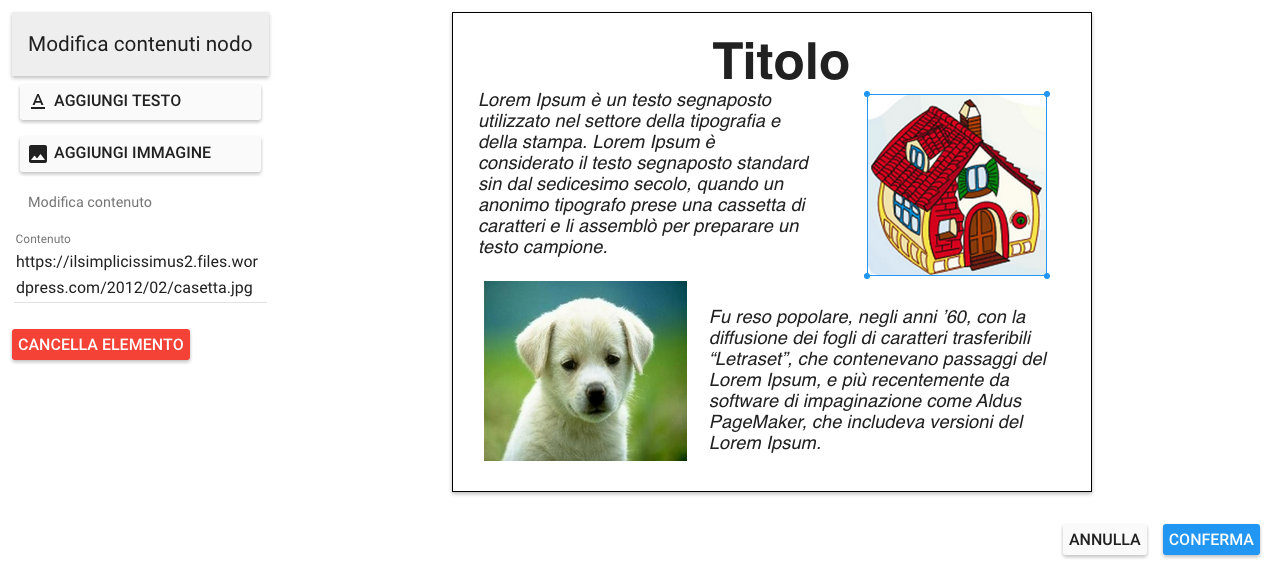 Modifica contenuti nodo
AGGIUNGI TESTO
AGGIUNGI IMMAGINE
Modifica contenuto
Contenuto
https://ilsimplicissimus2.files.wor
dpress.com/2012/02/casetta.jpg
CANCELLA ELEMENTO
Titolo
Lorem Ipsum è un testo segnaposto
utilizzato nel settore della tipografia e
della stampa. Lorem Ipsum è
considerato il testo segnaposto standard
sin dal sedicesimo secolo, quando un
anonimo tipografo prese una cassetta di
caratteri e li assemblò per preparare un
testo campione.
Fu reso popolare, negli anni ’60, con la
diffusione dei fogli di caratteri trasferibili
“Letraset”, che contenevano passaggi del
Lorem Ipsum, e più recentemente da
software di impaginazione come Aldus
PageMaker, che includeva versioni del
Lorem Ipsum.
ANNULLA
CONFERMA